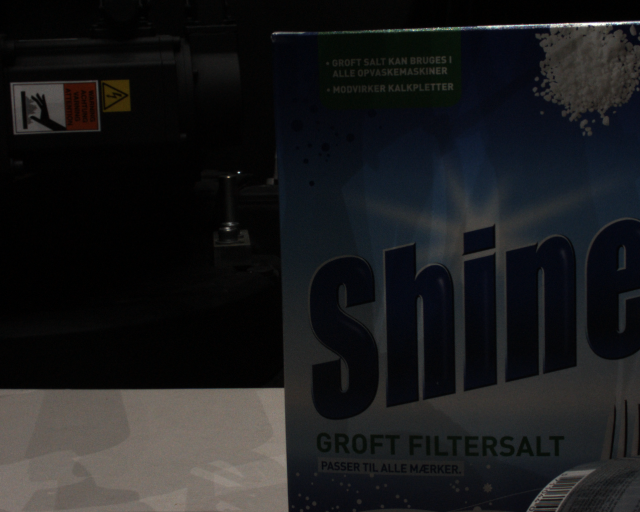 • GROFT SALT KAN BRUGES I
ALLE OPVASKEMASKINER
• MODVIRKER KALKPLETTER
Shine
GROFT FILTERSALT
PASSER TIL ALLE MÆRKER.